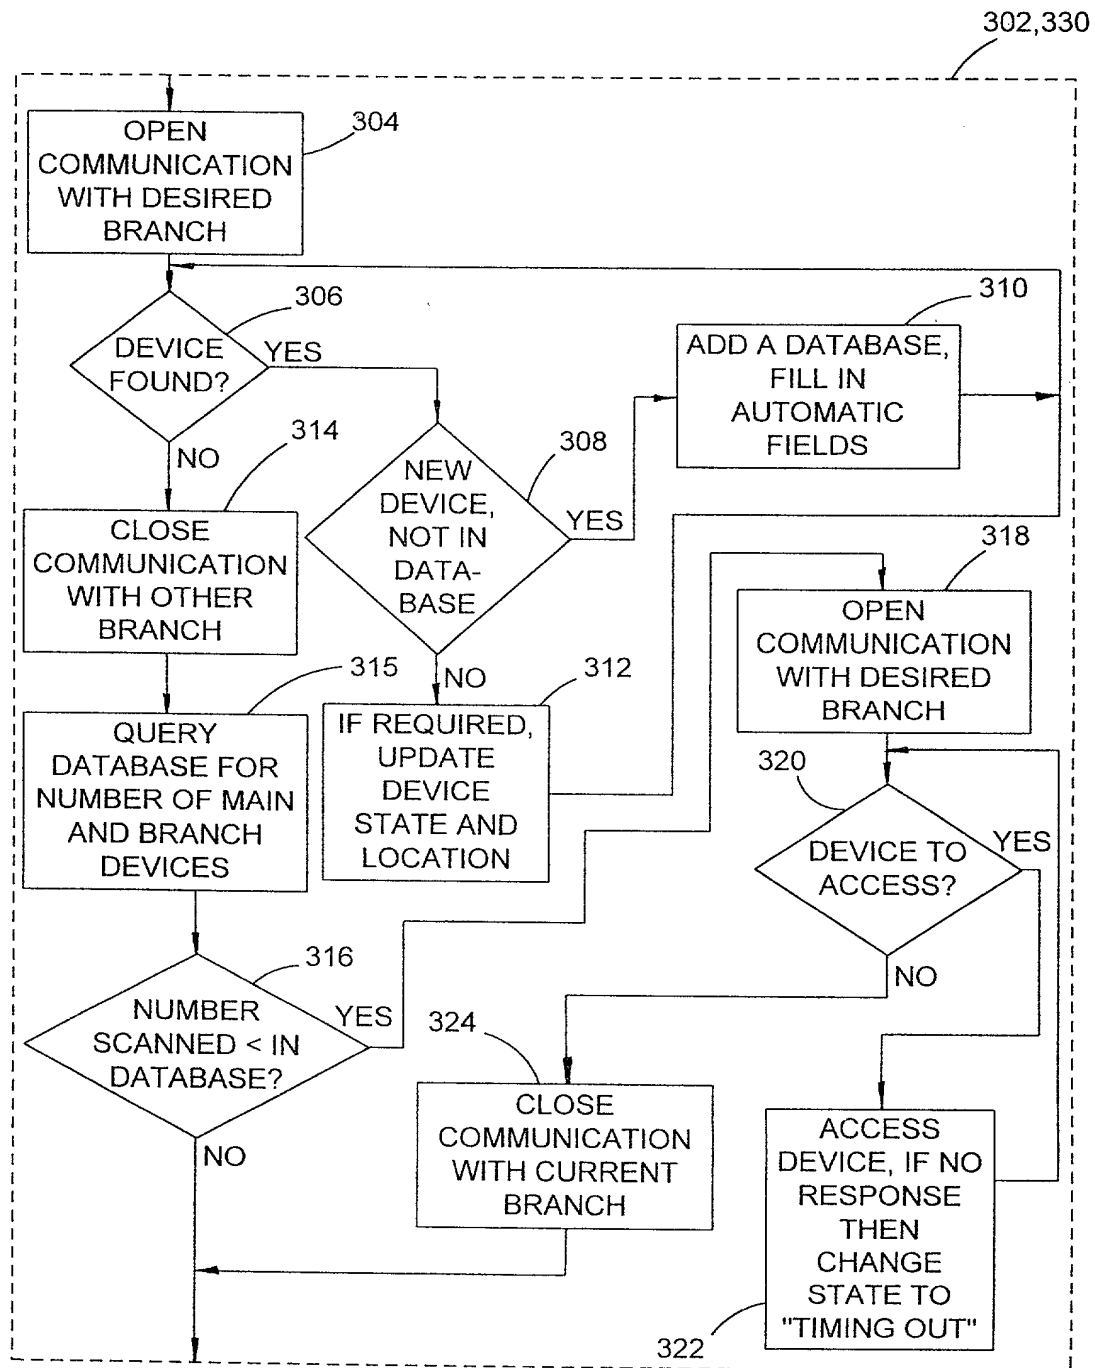 302,330
304
OPEN
COMMUNICATION
WITH DESIRED
BRANCH
306
DEVICE
FOUND?
YES
NO
310
ADD A DATABASE,
FILL IN
AUTOMATIC
FIELDS
308
NEW
DEVICE,
NOT IN
DATA-
BASE
YES
NO
314
CLOSE
COMMUNICATION
WITH OTHER
BRANCH
312
IF REQUIRED,
UPDATE
DEVICE
STATE AND
LOCATION
315
QUERY
DATABASE FOR
NUMBER OF MAIN
AND BRANCH
DEVICES
316
NUMBER
SCANNED < IN
DATABASE?
YES
NO
318
OPEN
COMMUNICATION
WITH DESIRED
BRANCH
320
DEVICE TO
ACCESS?
YES
NO
324
CLOSE
COMMUNICATION
WITH CURRENT
BRANCH
322
ACCESS
DEVICE, IF NO
RESPONSE
THEN
CHANGE
STATE TO
"TIMING OUT"